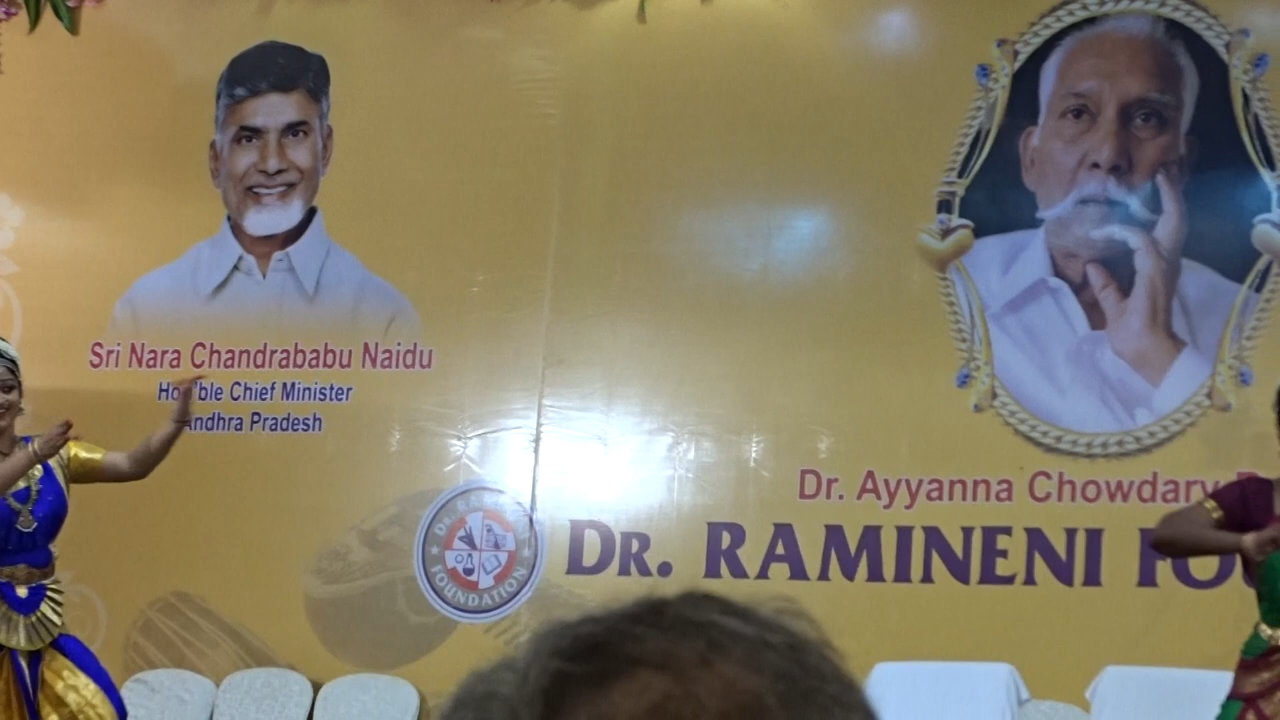 Sri Nara Chandrababu Naidu
Chief Minister
Andhra Pradesh
Dr. Ayyanna Chowdary
DR. RAMINENI
FOUNDATION